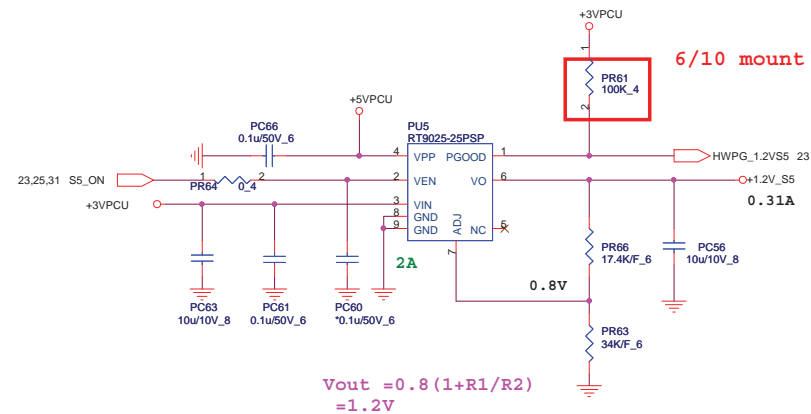 +3VPCU
1
6/10 mount
PR61
100K_4
2
+5VPCU
PC66
0.1u/50V_6
PU5
RT9025-25PSP
4 VPP PGOOD 1
HWPG_1.2VS5 23
23,25,31 S5_ON
1 2
PR64 0_4
2 VEN VO 6
+1.2V_S5
0.31A
+3VPCU
3 VIN
8 GND
9 GND
ADJ
NC 5
7
2A
PR66
17.4K/F_6
PC56
10u/10V_8
0.8V
PC63
10u/10V_8
PC61
0.1u/50V_6
PC60
*0.1u/50V_6
PR63
34K/F_6
Vout =0.8(1+R1/R2)
=1.2V